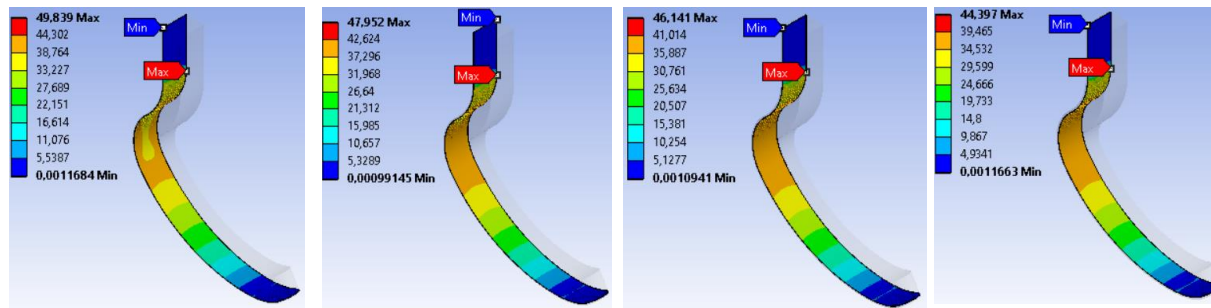 49,839 Max
44,302
38,764
33,227
27,689
22,151
16,614
11,076
5,5387
0,0011684 Min
Min
Max
47,952 Max
42,624
37,296
31,968
26,64
21,312
15,985
10,657
5,3289
0,00099145 Min
Min
Max
46,141 Max
41,014
35,887
30,761
25,634
20,507
15,381
10,254
5,1277
0,0010941 Min
Min
Max
44,397 Max
39,465
34,532
29,599
24,666
19,733
14,8
9,867
4,9341
0,0011663 Min
Min
Max